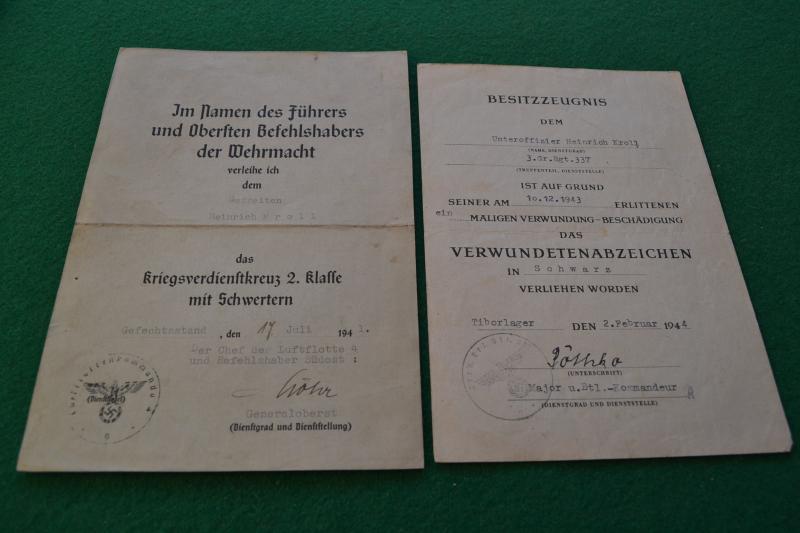 Im Namen des Führers
und Obersten Befehlshabers
der Wehrmacht
verleihe ich
dem
Gefreiten
Heinrich Kroll
das
Kriegsverdienstkreuz 2. Klasse
mit Schwertern
Gefechtsstand , den 17 Juli 1941.
Der Chef der Luftflotte 4
und Befehlshaber Südost :
Generaloberst
(Dienstgrad und Dienststellung)
(Dienstsiegel)
BESITZZEUGNIS
DEM
Unteroffizier Heinrich Kroll
(NAME, DIENSTGRAD)
3.Gr.Rgt.337
(TRUPPENTEIL, DIENSTSTELLE)
IST AUF GRUND
SEINER AM 10.12.1943 ERLITTENEN
ein MALIGEN VERWUNDUNG-BESCHÄDIGUNG
DAS
VERWUNDETENABZEICHEN
IN Schwarz
VERLIEHEN WORDEN
Tiborlager DEN 2.Februar 1944
(UNTERSCHRIFT)
Major u.Btl.-Kommandeur
(DIENSTGRAD UND DIENSTSTELLE)